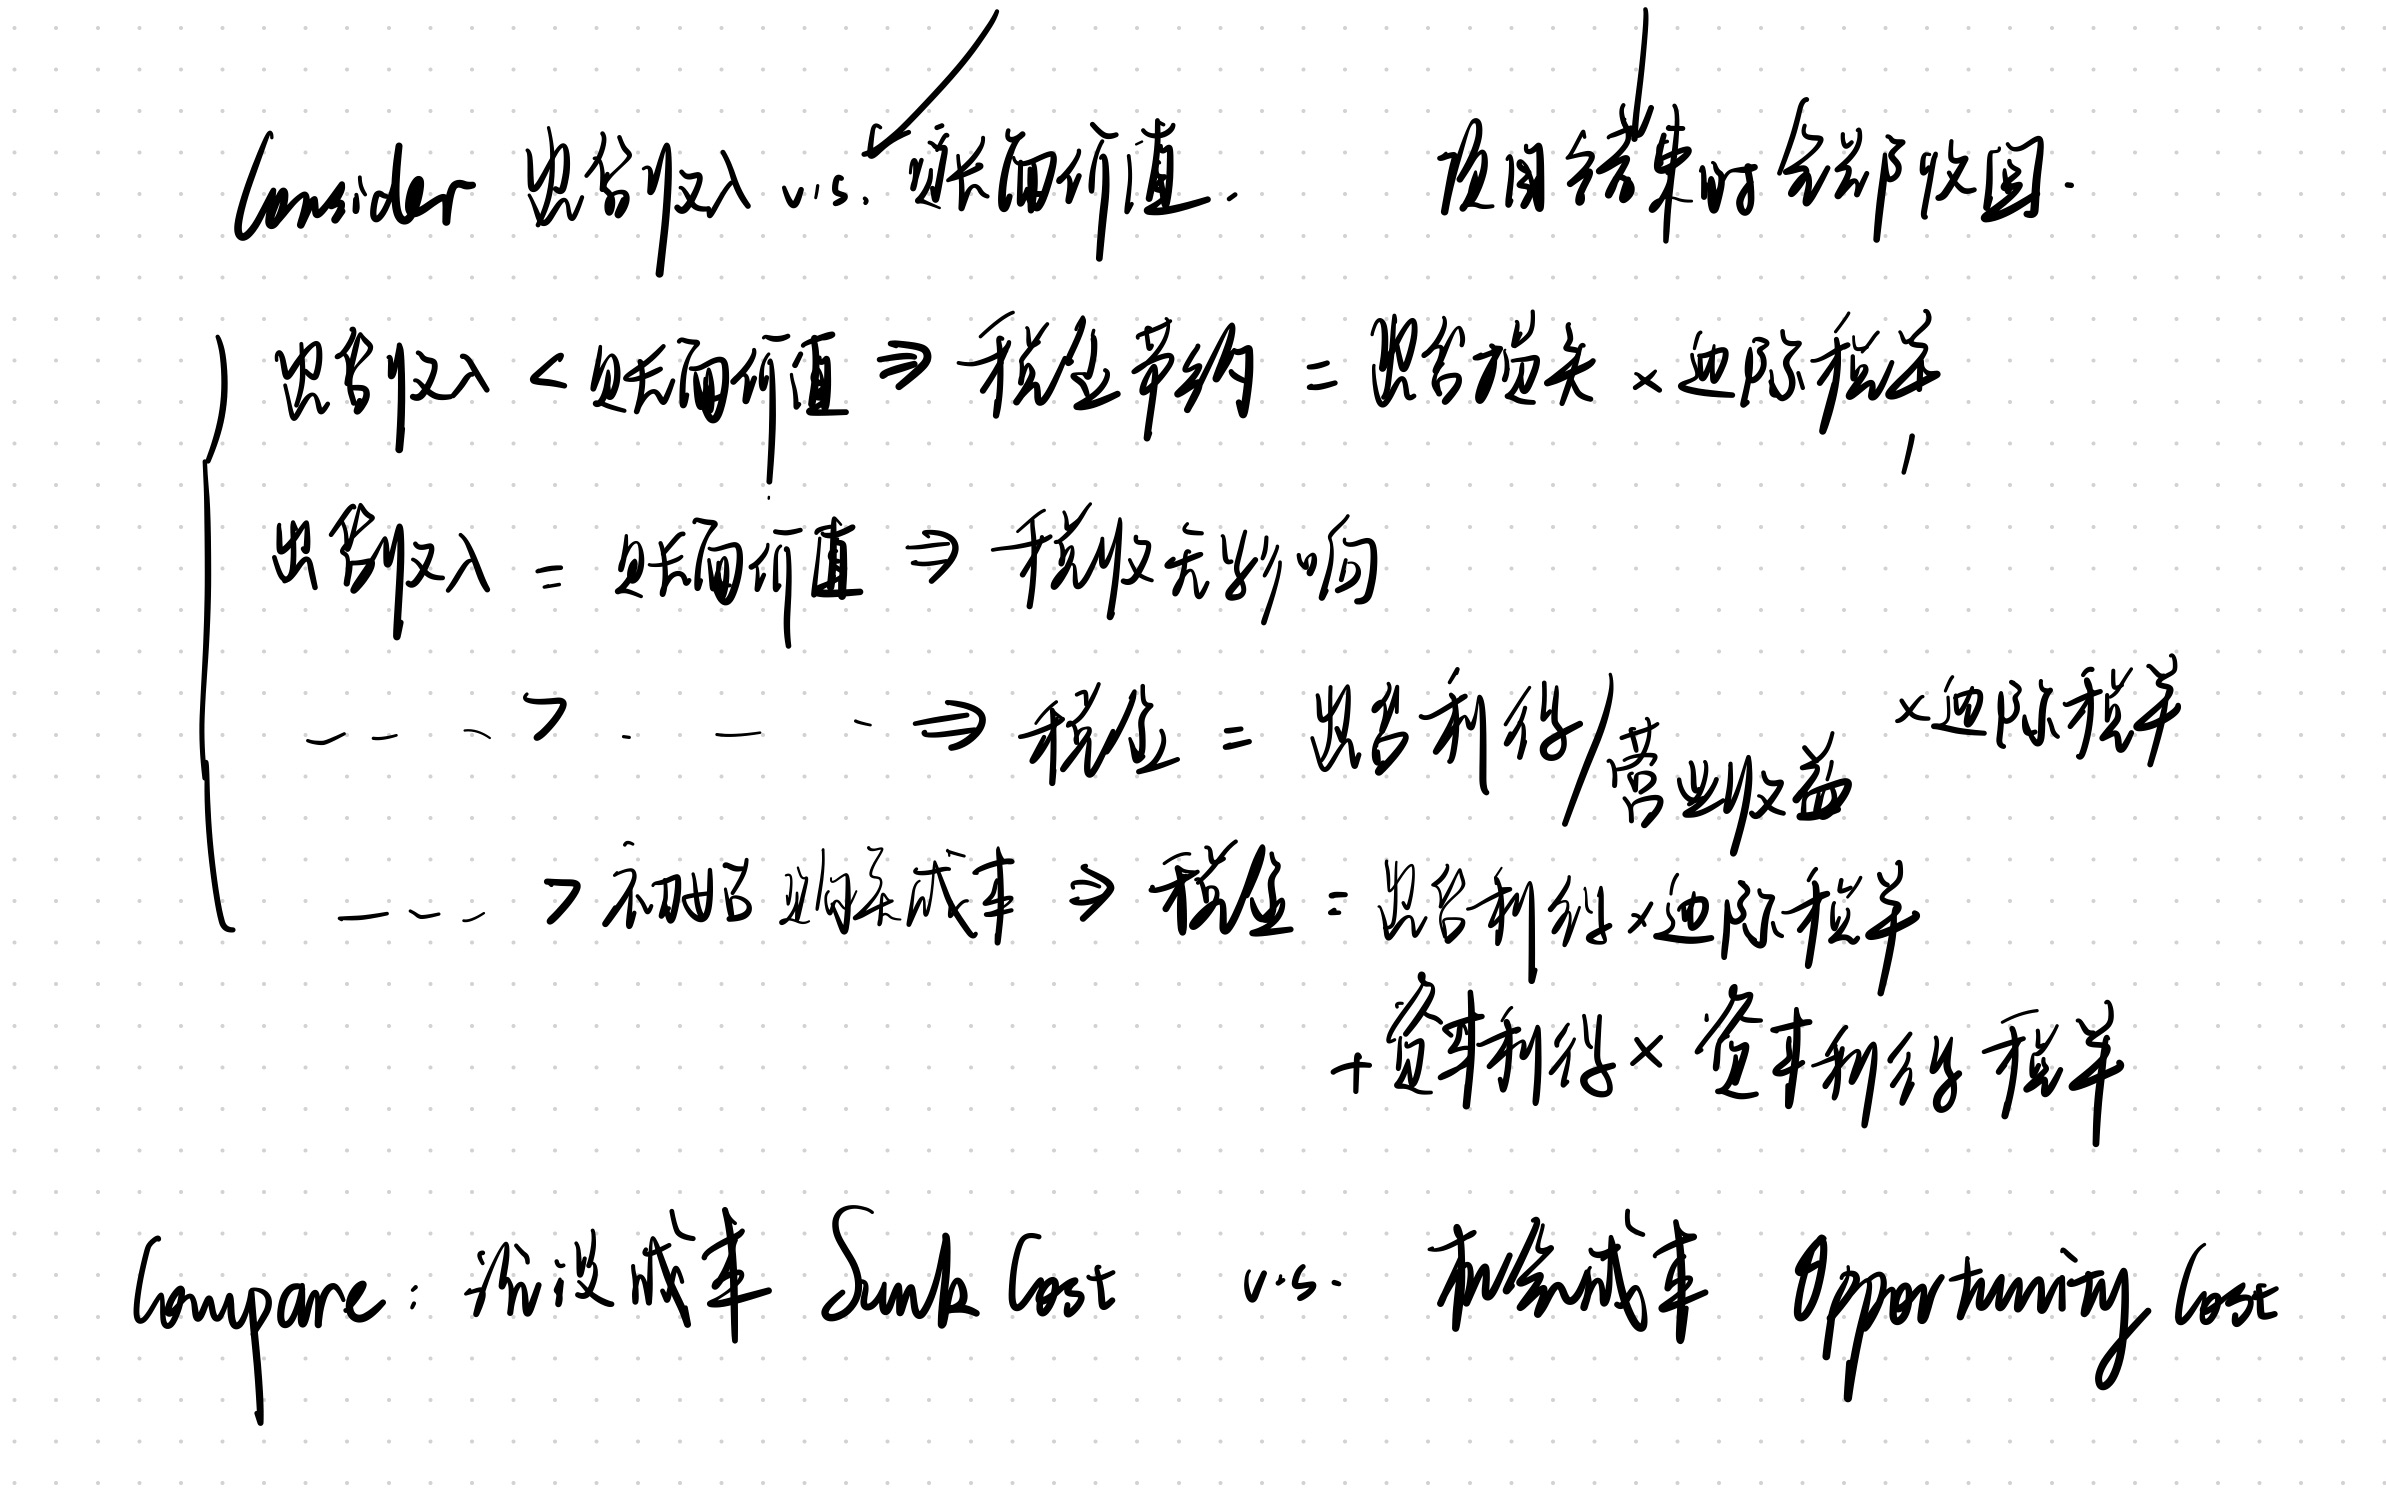 Consider 出售收入 v.s. 账面价值. 项目结束时全部收回.
出售收入 < 账面价值 ⇒ 税金节约 = 出售损失 × 边际税率
出售收入 = 账面价值 ⇒ 税收无影响
> ⇒ 税金 = 出售利得/营业收益 × 边际税率
> 初始成本 ⇒ 税金 = 出售利得 × 边际税率
+ 资本利得 × 资本利得税率
Compare: 沉没成本 Sunk Cost v.s. 机会成本 Opportunity Cost